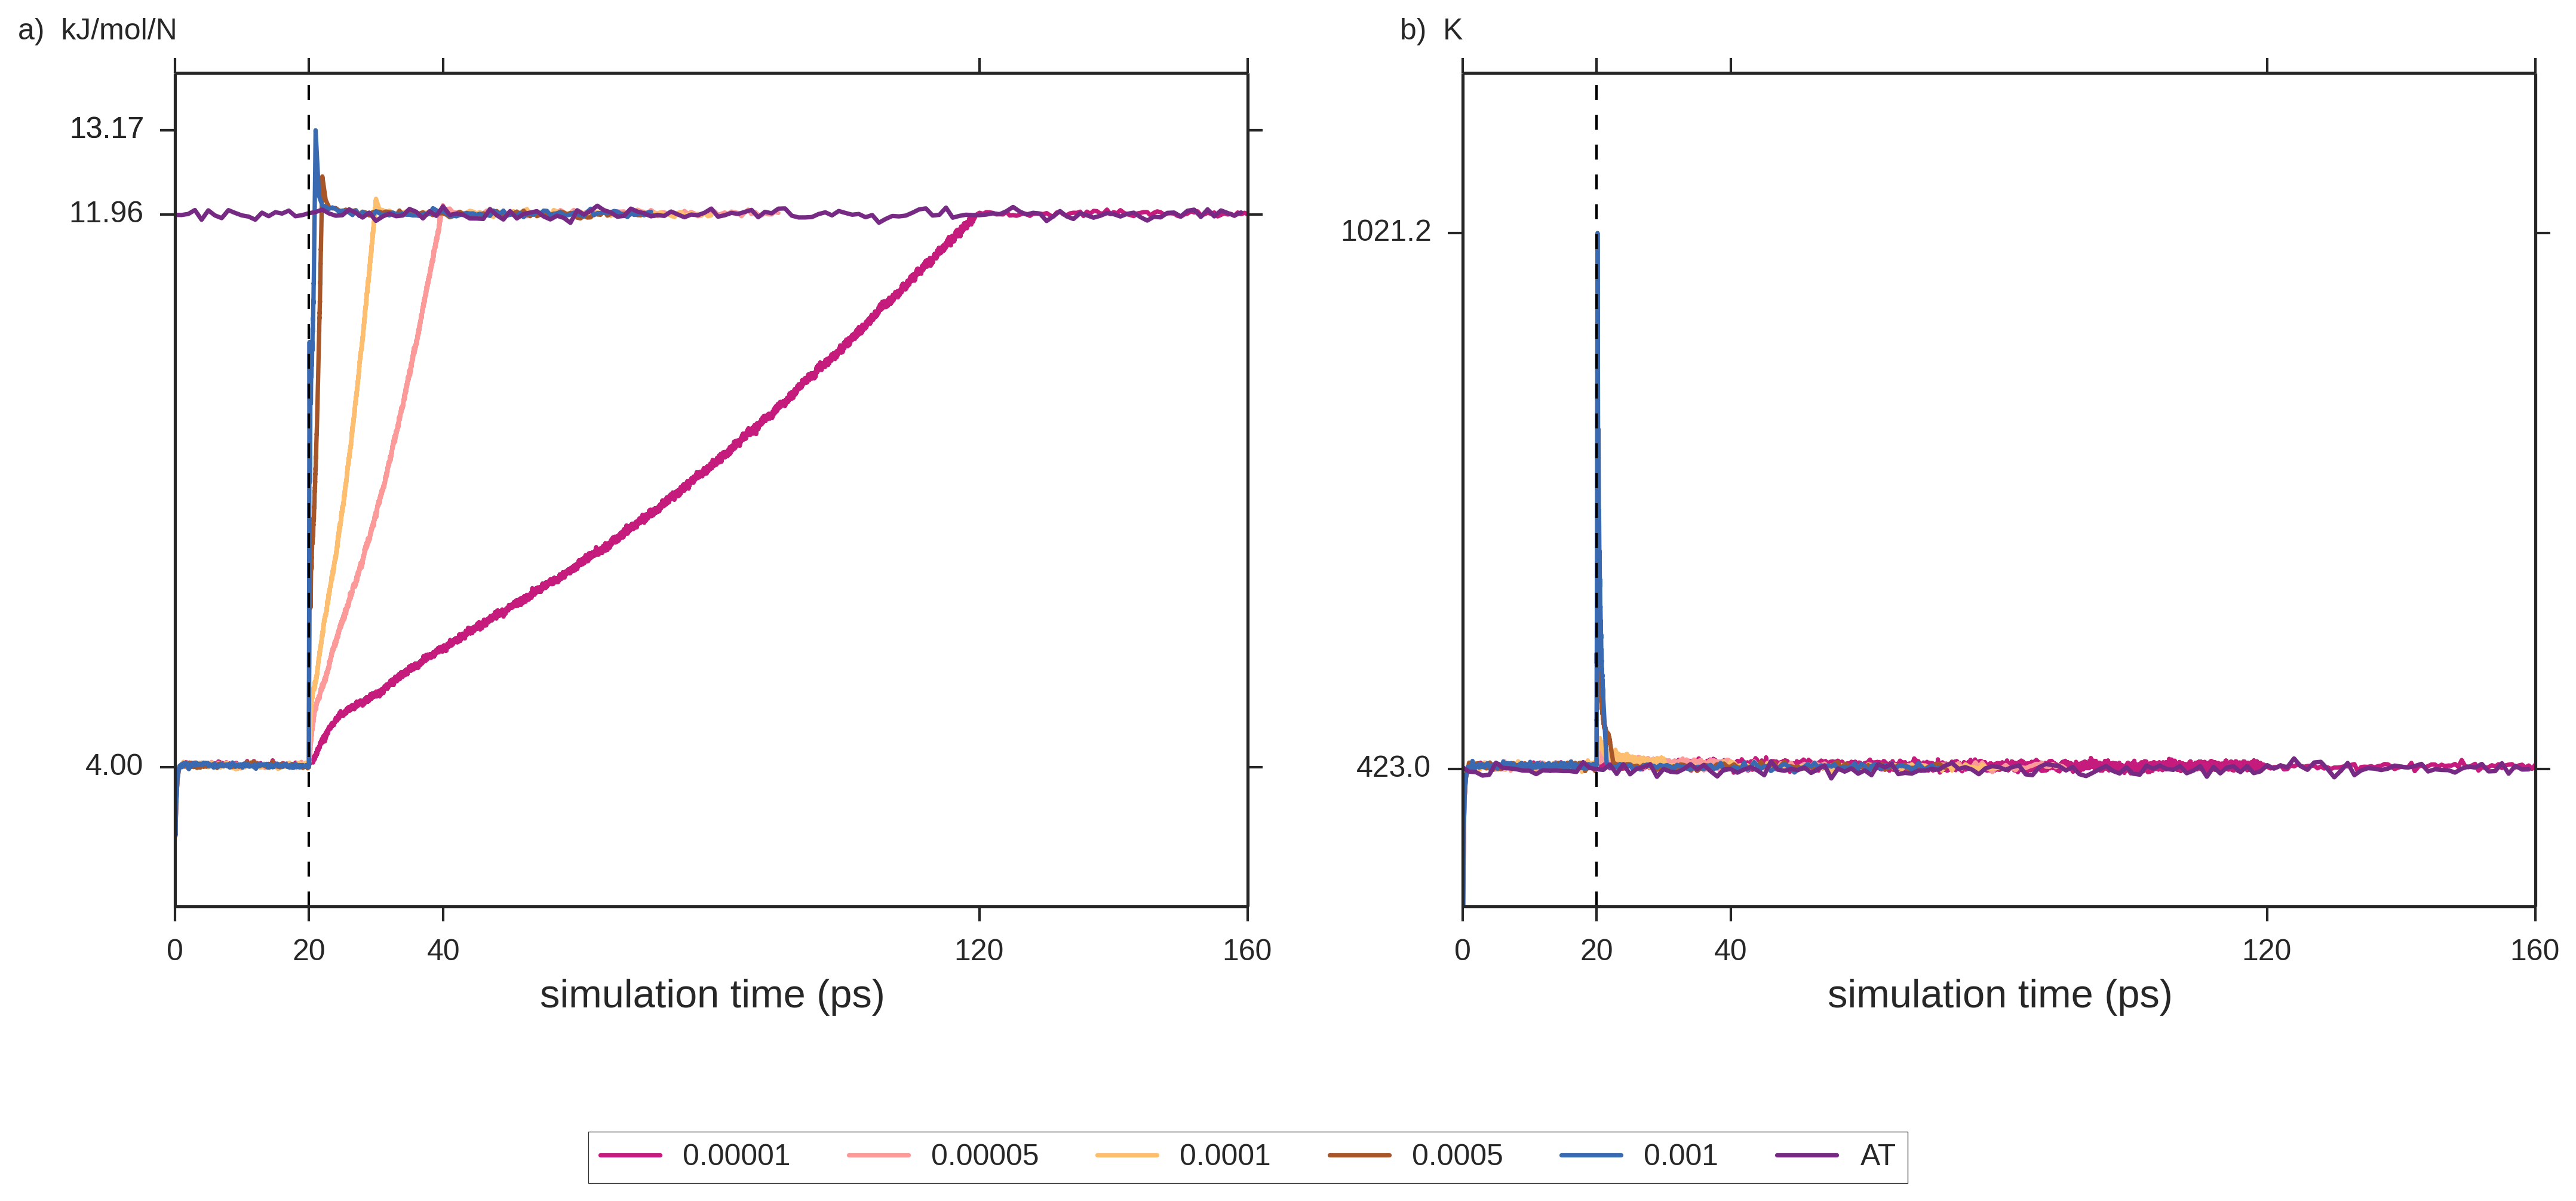 a) kJ/mol/N
13.17
11.96
4.00
0 20 40 120 160
simulation time (ps)
b) K
1021.2
423.0
0 20 40 120 160
simulation time (ps)
0.00001 0.00005 0.0001 0.0005 0.001 AT